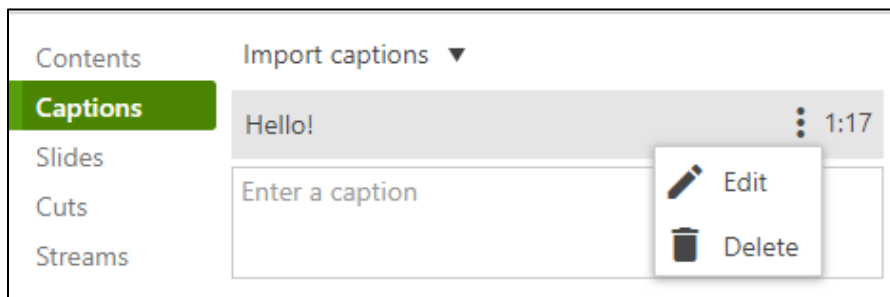 Contents
Captions
Slides
Cuts
Streams
Import captions
Hello! 1:17
Enter a caption
Edit
Delete